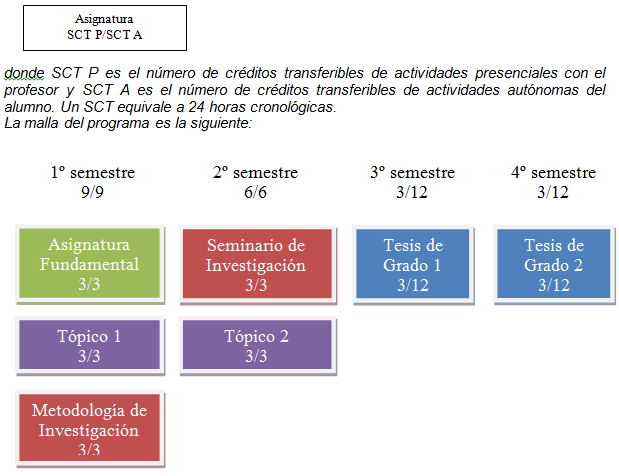 Asignatura
SCT P/SCT A
donde SCT P es el número de créditos transferibles de actividades presenciales con el
profesor y SCT A es el número de créditos transferibles de actividades autónomas del
alumno. Un SCT equivale a 24 horas cronológicas.
La malla del programa es la siguiente:
1º semestre
9/9
2º semestre
6/6
3º semestre
3/12
4º semestre
3/12
Asignatura
Fundamental
3/3
Seminario de
Investigación
3/3
Tesis de
Grado 1
3/12
Tesis de
Grado 2
3/12
Tópico 1
3/3
Tópico 2
3/3
Metodología de
Investigación
3/3